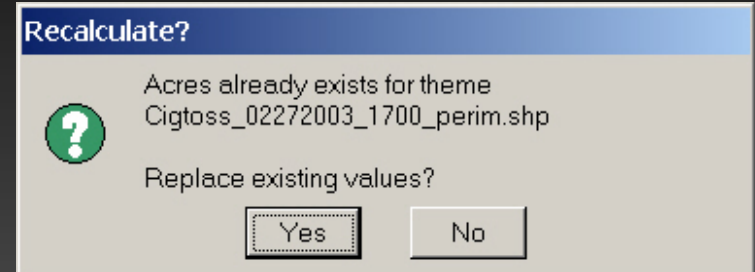 Recalculate?
Acres already exists for theme
Cigtoss_02272003_1700_perim.shp
Replace existing values?
Yes No